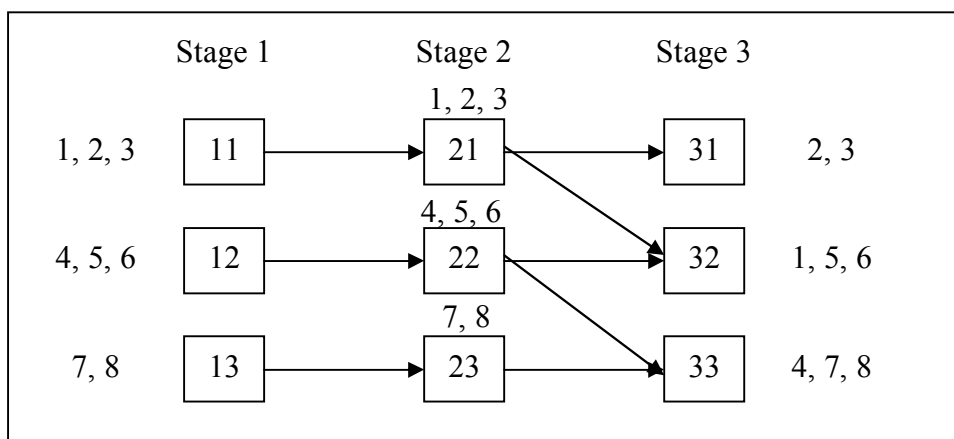 Stage 1 Stage 2 Stage 3
1, 2, 3
1, 2, 3 11 21 31 2, 3
4, 5, 6
4, 5, 6 12 22 32 1, 5, 6
7, 8
7, 8 13 23 33 4, 7, 8